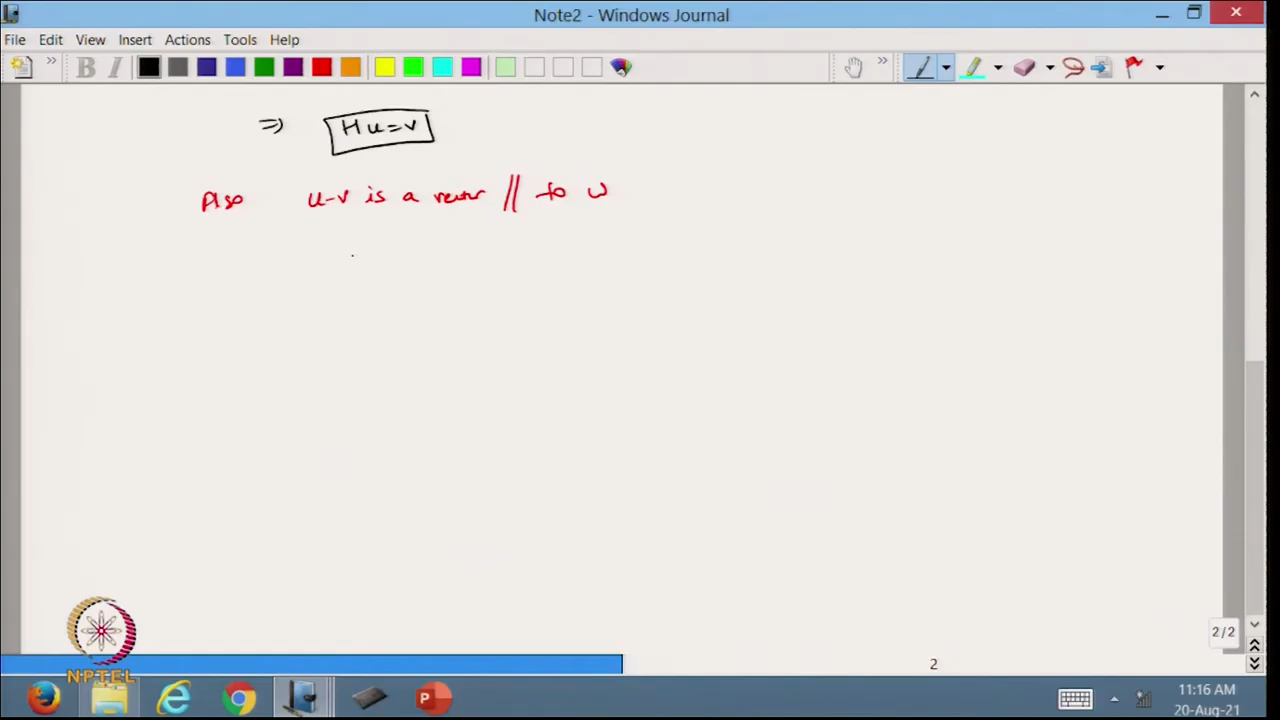 Note2 - Windows Journal
File Edit View Insert Actions Tools Help
B I
⇒ Hu=v
Also u-v is a vector // to w
2/2
2
NPTEL
11:16 AM
20-Aug-21